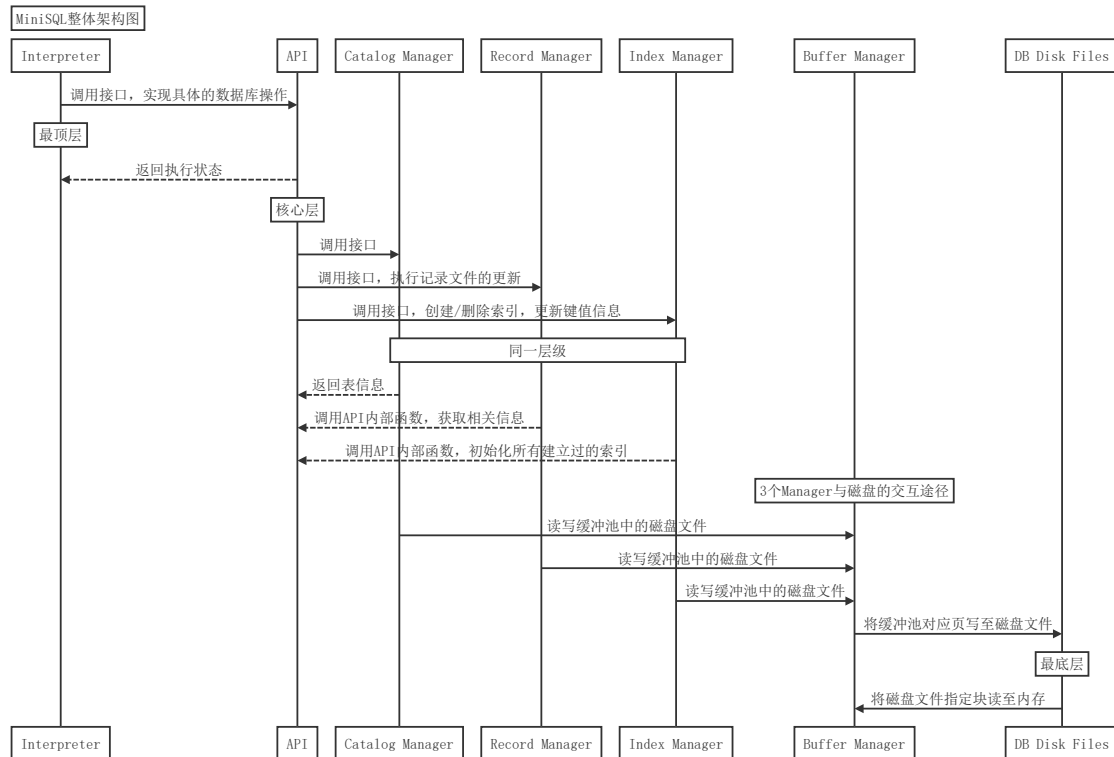 MiniSQL整体架构图
Interpreter
API
Catalog Manager
Record Manager
Index Manager
Buffer Manager
DB Disk Files
调用接口，实现具体的数据库操作
最顶层
返回执行状态
核心层
调用接口
调用接口，执行记录文件的更新
调用接口，创建/删除索引，更新键值信息
同一层级
返回表信息
调用API内部函数，获取相关信息
调用API内部函数，初始化所有建立过的索引
3个Manager与磁盘的交互途径
读写缓冲池中的磁盘文件
读写缓冲池中的磁盘文件
读写缓冲池中的磁盘文件
将缓冲池对应页写至磁盘文件
最底层
将磁盘文件指定块读至内存
Interpreter
API
Catalog Manager
Record Manager
Index Manager
Buffer Manager
DB Disk Files